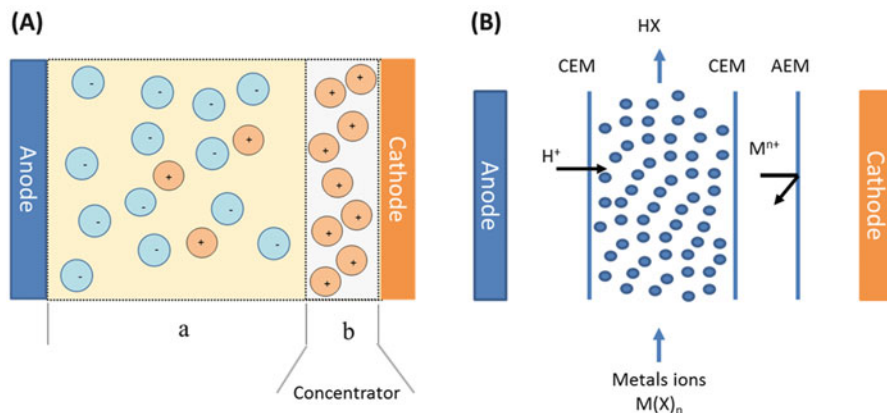 (A)
Anode
Cathode
a
b
Concentrator
(B)
HX
CEM
CEM
AEM
Anode
H⁺
Mⁿ⁺
Cathode
Metals ions
M(X)ₙ